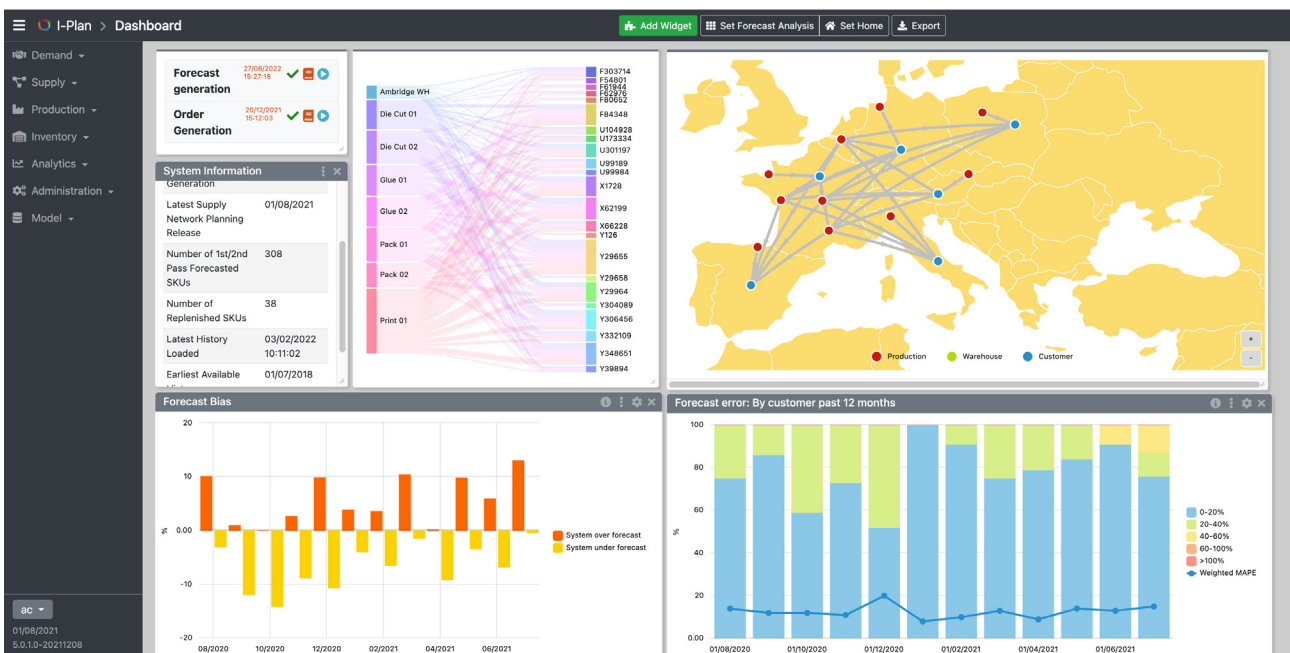 I-Plan > Dashboard
Add Widget
Set Forecast Analysis
Set Home
Export
Demand
Supply
Production
Inventory
Analytics
Administration
Model
ac
01/08/2021
5.0.1.0-20211208
Forecast generation
27/06/2022
15:27:18
Order Generation
20/12/2021
15:12:03
System Information
Generation
Latest Supply
Network Planning
Release
01/08/2021
Number of 1st/2nd
Pass Forecasted
SKUs
308
Number of
Replenished SKUs
38
Latest History
Loaded
03/02/2022
10:11:02
Earliest Available
01/07/2018
Ambridge WH
Die Cut 01
Die Cut 02
Glue 01
Glue 02
Pack 01
Pack 02
Print 01
F303714
F54801
F61944
F62976
F80652
F84348
U104928
U173334
U301197
U99189
U99984
X1728
X62199
X66228
Y126
Y29655
Y29658
Y29964
Y304089
Y306456
Y332109
Y348651
Y39894
Production
Warehouse
Customer
+
-
Forecast Bias
20
10
0.00
-10
-20
%
08/2020
10/2020
12/2020
02/2021
04/2021
06/2021
System over forecast
System under forecast
Forecast error: By customer past 12 months
100
80
60
40
20
0.00
%
01/08/2020
01/10/2020
01/12/2020
01/02/2021
01/04/2021
01/06/2021
0-20%
20-40%
40-60%
60-100%
>100%
Weighted MAPE